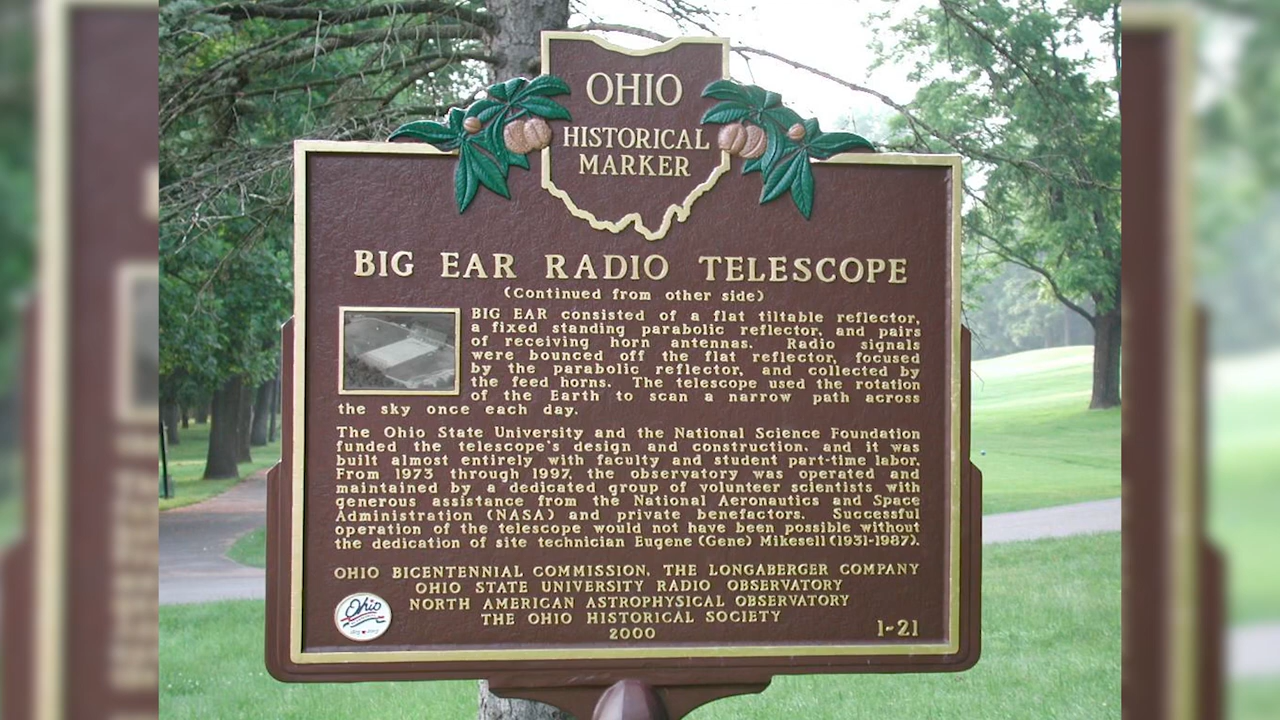 OHIO
HISTORICAL
MARKER
BIG EAR RADIO TELESCOPE
(Continued from other side)
BIG EAR consisted of a flat tiltable reflector,
a fixed standing parabolic reflector, and pairs
of receiving horn antennas. Radio signals
were bounced off the flat reflector, focused
by the parabolic reflector, and collected by
the feed horns. The telescope used the rotation
of the Earth to scan a narrow path across
the sky once each day.
The Ohio State University and the National Science Foundation
funded the telescope's design and construction, and it was
built almost entirely with faculty and student part-time labor.
From 1973 through 1997, the observatory was operated and
maintained by a dedicated group of volunteer scientists with
generous assistance from the National Aeronautics and Space
Administration (NASA) and private benefactors. Successful
operation of the telescope would not have been possible without
the dedication of site technician Eugene (Gene) Mikesell (1931-1987).
OHIO BICENTENNIAL COMMISSION, THE LONGABERGER COMPANY
OHIO STATE UNIVERSITY RADIO OBSERVATORY
NORTH AMERICAN ASTROPHYSICAL OBSERVATORY
THE OHIO HISTORICAL SOCIETY
2000
1-21
Ohio